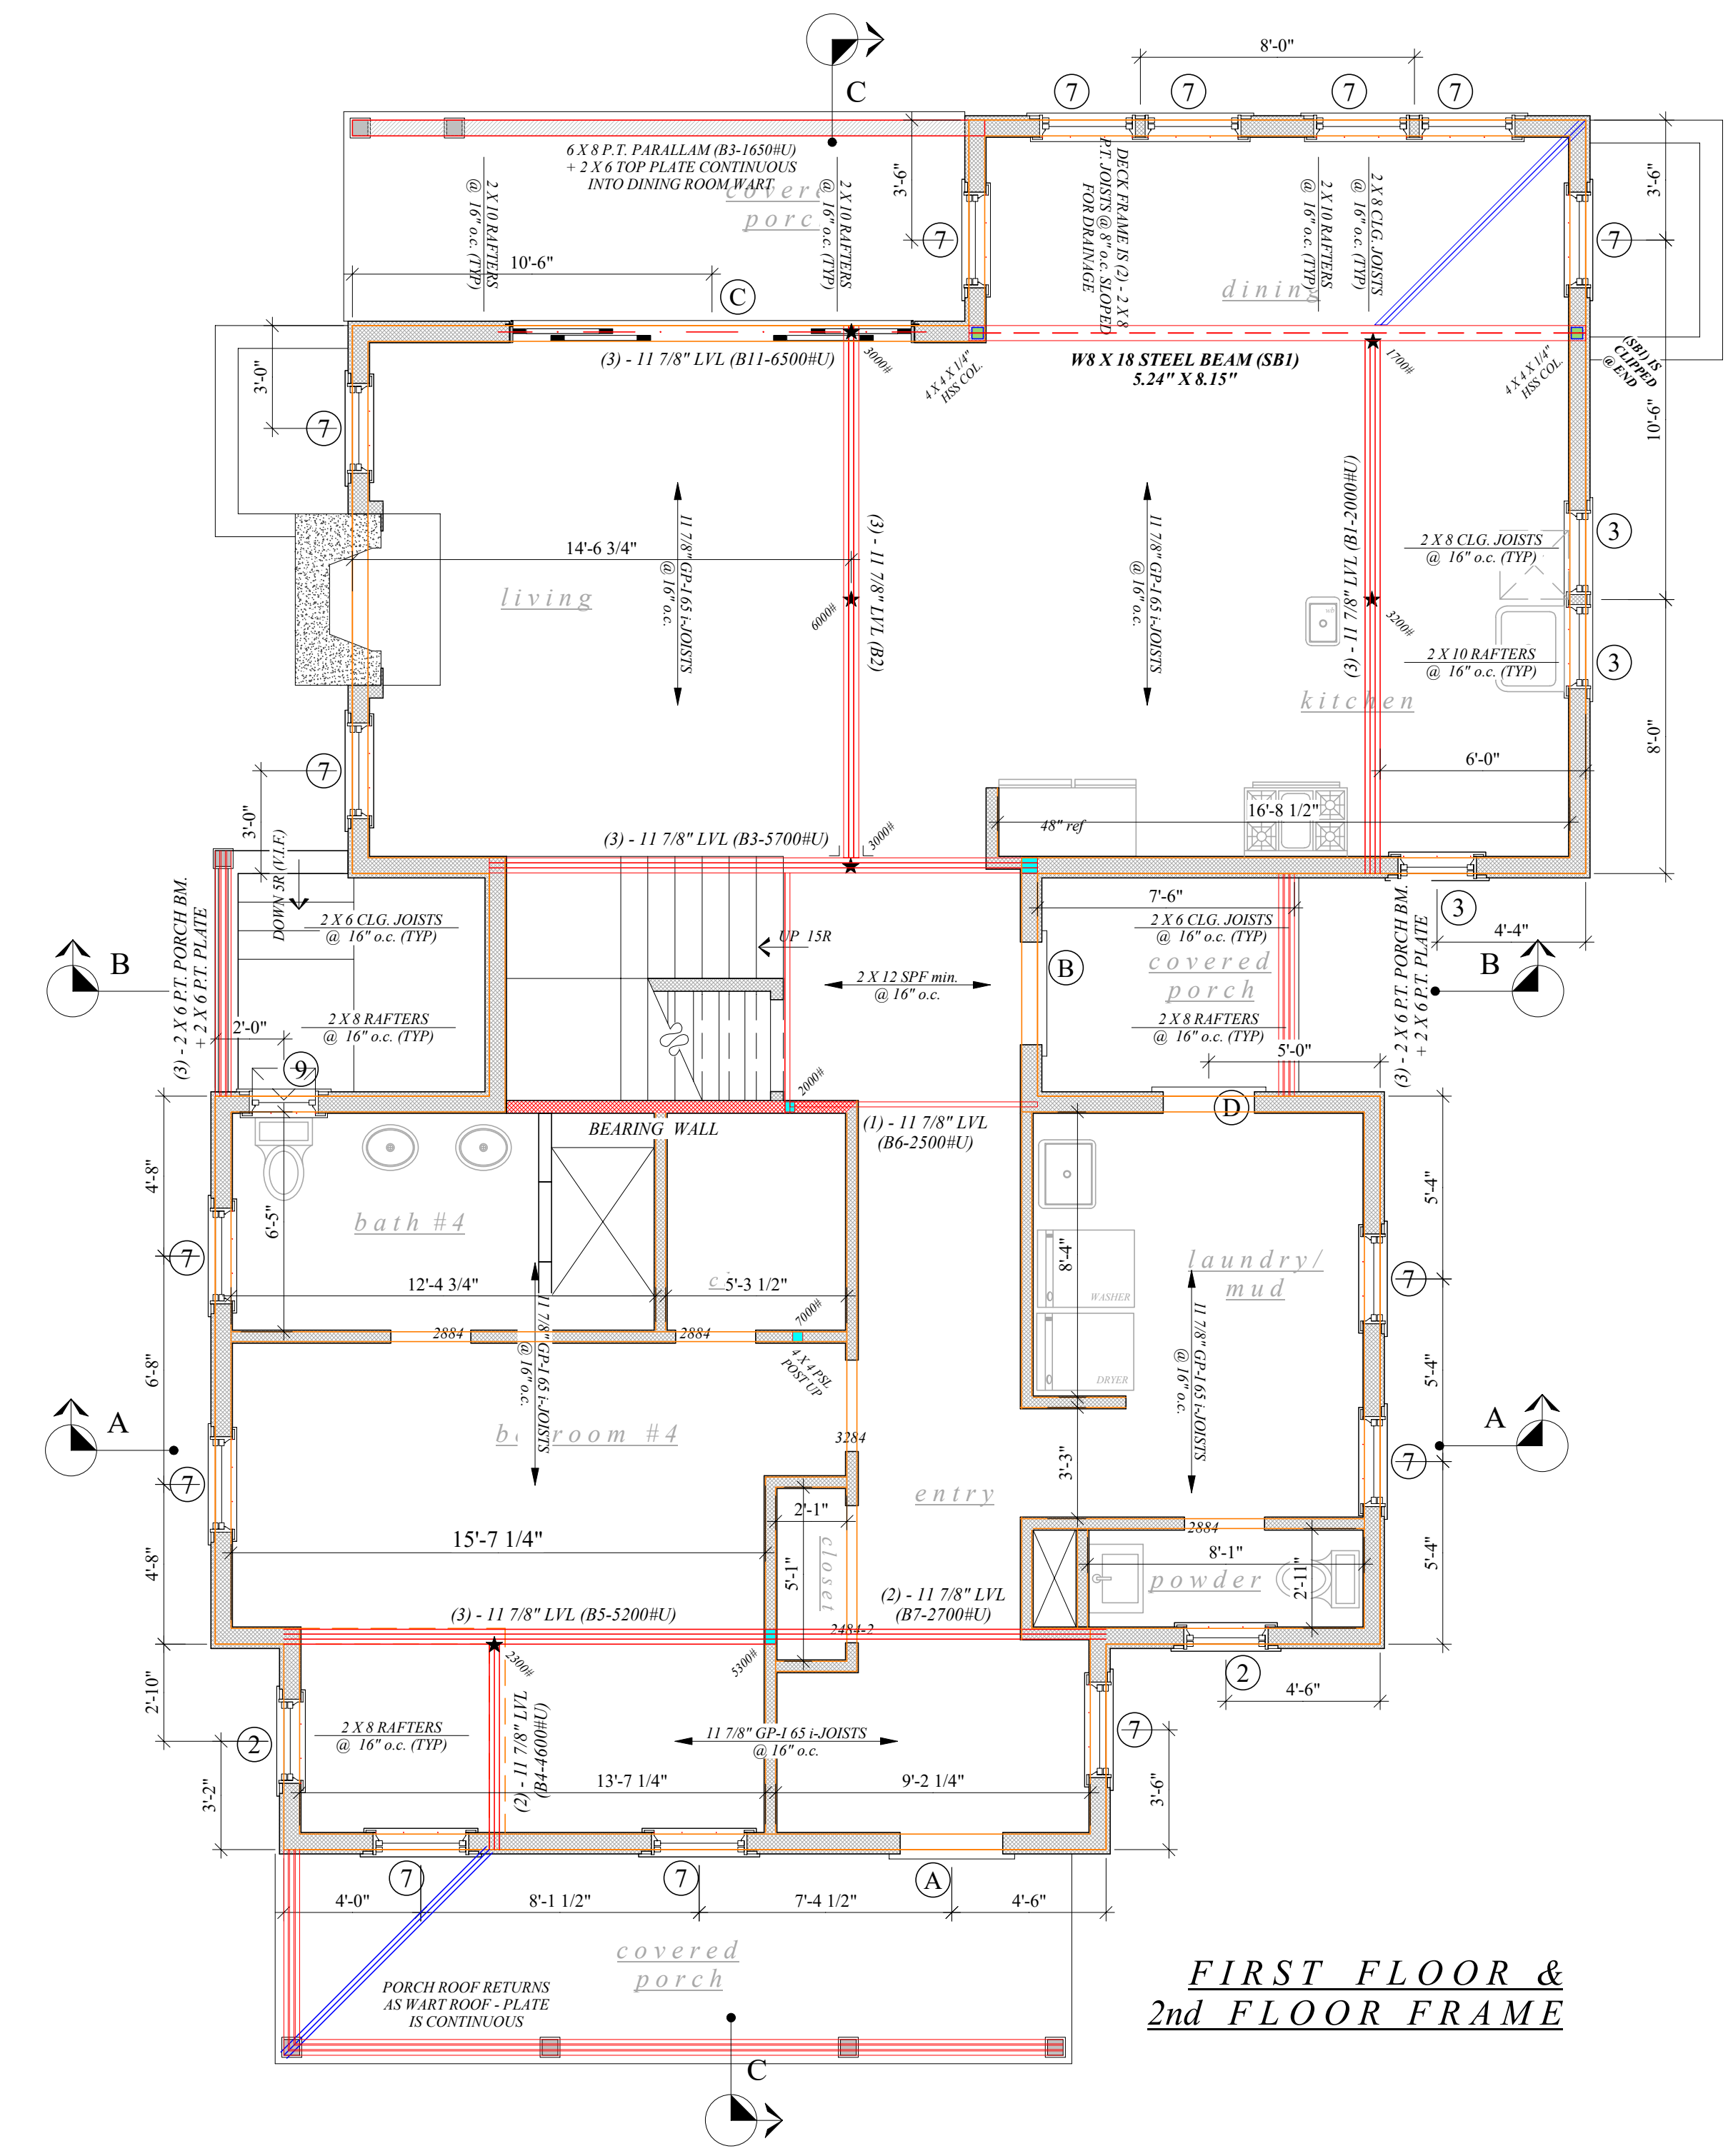 C
8'-0"
7
7
7
7
6 X 8 P.T. PARALLAM (B3-1650#U)
+ 2 X 6 TOP PLATE CONTINUOUS
INTO DINING ROOM WART
covere
porc
2 X 10 RAFTERS
@ 16" o.c. (TYP)
2 X 10 RAFTERS
@ 16" o.c. (TYP)
3'-6"
7
DECK FRAME IS (2) - 2 X 8
P.T. JOISTS @ 8" o.c. SLOPED
FOR DRAINAGE
2 X 10 RAFTERS
@ 16" o.c. (TYP)
2 X 8 CLG. JOISTS
@ 16" o.c. (TYP)
dining
7
3'-6"
10'-6"
C
(3) - 11 7/8" LVL (B11-6500#U)
3000#
4 X 4 X 1/4"
HSS COL.
W8 X 18 STEEL BEAM (SB1)
5.24" X 8.15"
1700#
4 X 4 X 1/4"
HSS COL.
(SB1) IS
CLIPPED
@ END
3'-0"
7
10'-6"
14'-6 3/4"
11 7/8" GP-I 65 i-JOISTS
@ 16" o.c.
(3) - 11 7/8" LVL (B2)
11 7/8" GP-I 65 i-JOISTS
@ 16" o.c.
(3) - 11 7/8" LVL (B1-2000#U)
2 X 8 CLG. JOISTS
@ 16" o.c. (TYP)
3
living
6000#
3200#
2 X 10 RAFTERS
@ 16" o.c. (TYP)
3
kitchen
8'-0"
7
3'-0"
6'-0"
16'-8 1/2"
48" ref
(3) - 11 7/8" LVL (B3-5700#U)
3000#
DOWN 5R (V.I.F.)
(3) - 2 X 6 P.T. PORCH BM.
+ 2 X 6 P.T. PLATE
2 X 6 CLG. JOISTS
@ 16" o.c. (TYP)
UP 15R
7'-6"
2 X 6 CLG. JOISTS
@ 16" o.c. (TYP)
3
4'-4"
(3) - 2 X 6 P.T. PORCH BM.
+ 2 X 6 P.T. PLATE
B
B
covered
porch
B
2 X 12 SPF min.
@ 16" o.c.
2'-0"
2 X 8 RAFTERS
@ 16" o.c. (TYP)
2 X 8 RAFTERS
@ 16" o.c. (TYP)
5'-0"
9
2000#
D
BEARING WALL
(1) - 11 7/8" LVL
(B6-2500#U)
4'-8"
6'-5"
bath #4
8'-4"
laundry/
mud
5'-4"
7
7
12'-4 3/4"
5'-3 1/2"
c
WASHER
7000#
2884
2884
4 X 4 PSL
POST UP
11 7/8" GP-I 65 i-JOISTS
@ 16" o.c.
11 7/8" GP-I 65 i-JOISTS
@ 16" o.c.
6'-8"
DRYER
5'-4"
A
A
b room #4
3284
3'-3"
7
7
entry
2'-1"
2884
15'-7 1/4"
4'-8"
5'-1"
closet
8'-1"
powder
2'-11"
5'-4"
(3) - 11 7/8" LVL (B5-5200#U)
(2) - 11 7/8" LVL
(B7-2700#U)
2484-2
2300#
5300#
2
4'-6"
2'-10"
2
2 X 8 RAFTERS
@ 16" o.c. (TYP)
(2) - 11 7/8" LVL
(B4-4600#U)
11 7/8" GP-I 65 i-JOISTS
@ 16" o.c.
7
3'-2"
13'-7 1/4"
9'-2 1/4"
3'-6"
7
7
A
4'-0"
8'-1 1/2"
7'-4 1/2"
4'-6"
covered
porch
PORCH ROOF RETURNS
AS WART ROOF - PLATE
IS CONTINUOUS
FIRST FLOOR &
2nd FLOOR FRAME
C